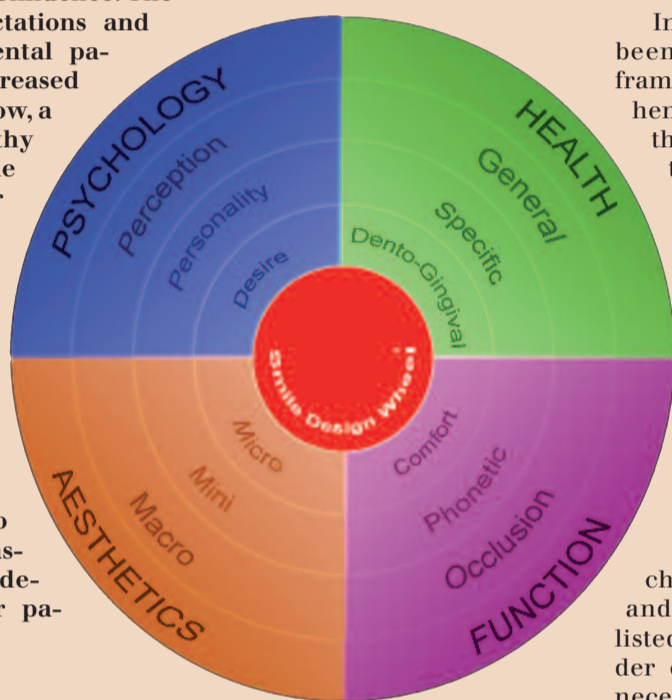 ctations and
ental pa-
reased
ow, a
thy
e
r
o
s-
de-
r pa-
PSYCHOLOGY
Perception
Personality
Desire
HEALTH
General
Specific
Dento-Gingival
Smile Design Wheel
AESTHETICS
Macro
Mini
Micro
FUNCTION
Occlusion
Phonetic
Comfort
In
been
fram
hen
th
t
ch
and
listed
der